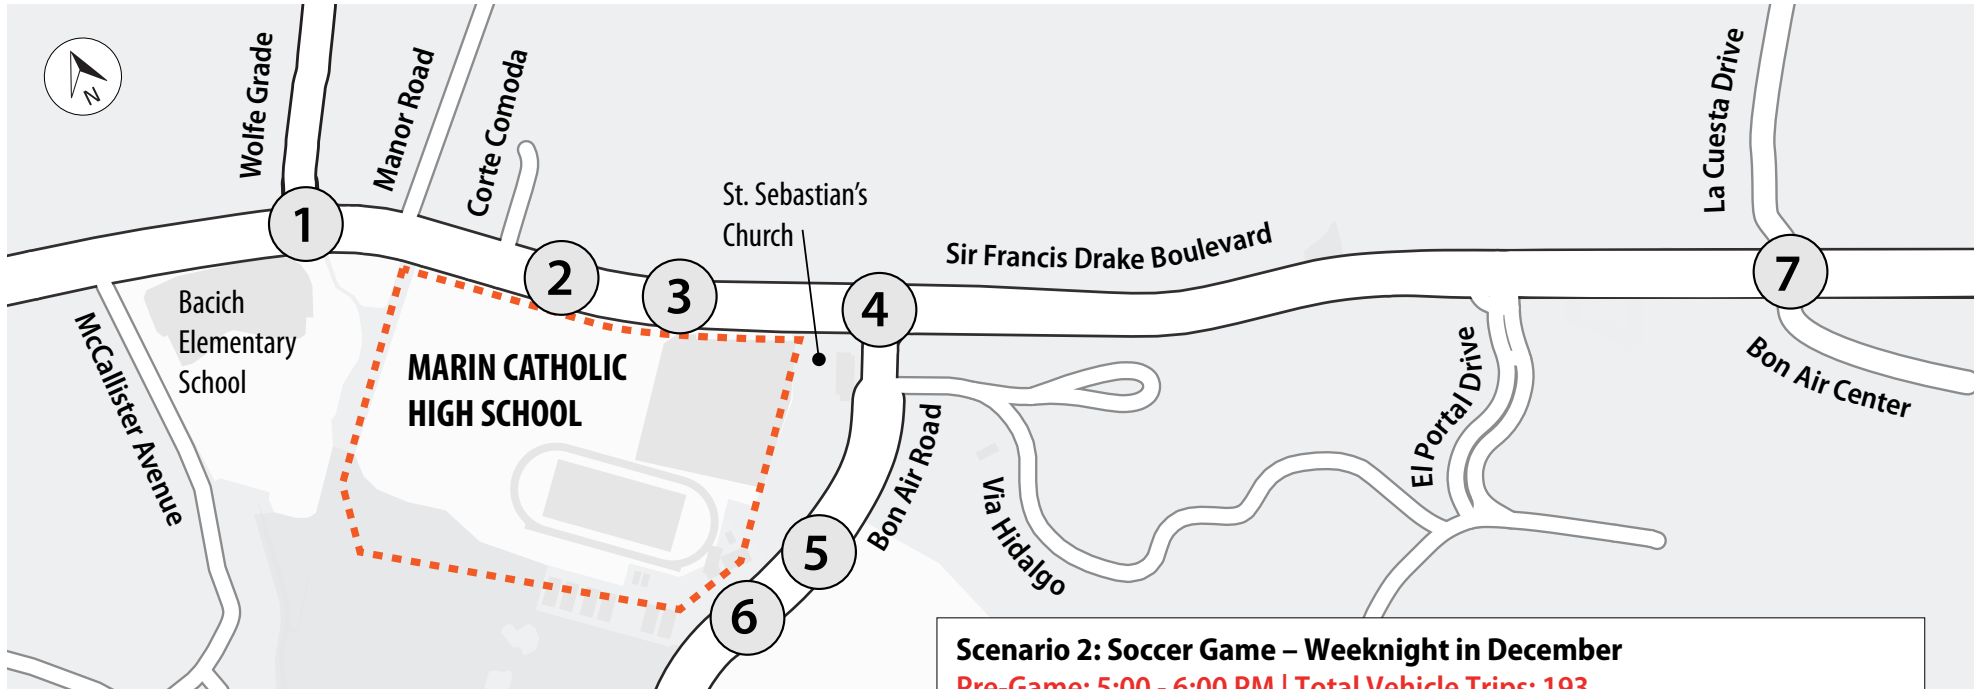 N
Wolfe Grade
Manor Road
Corte Comoda
La Cuesta Drive
St. Sebastian's
Church
Sir Francis Drake Boulevard
1
2
3
4
7
Bacich
Elementary
School
McCallister Avenue
MARIN CATHOLIC
HIGH SCHOOL
El Portal Drive
Bon Air Center
Bon Air Road
Via Hidalgo
5
6
Scenario 2: Soccer Game – Weeknight in December
Pre-Game: 5:00 - 6:00 PM | Total Vehicle Trips: 193